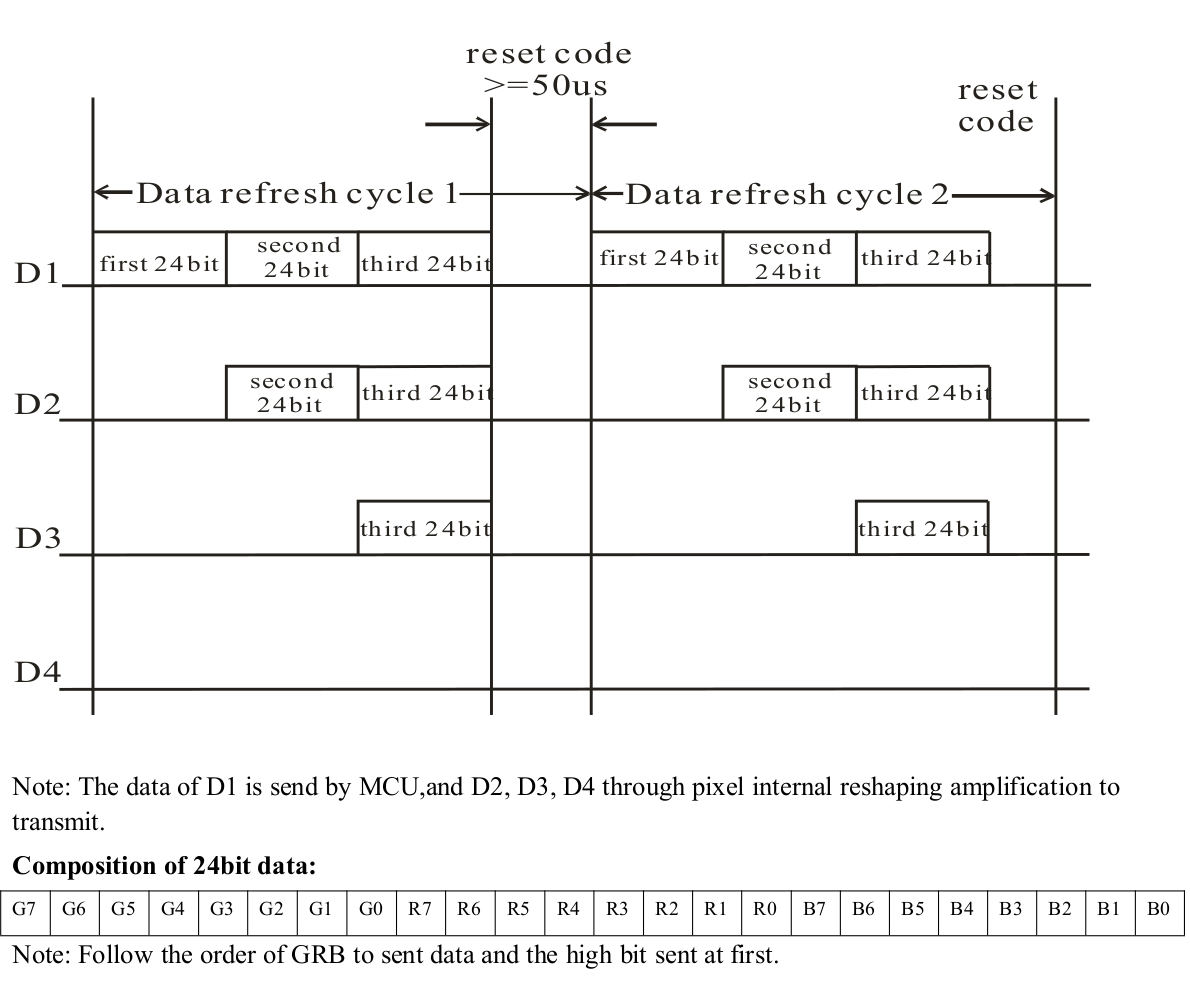 reset code
>=50us
reset
code
Data refresh cycle 1
Data refresh cycle 2
D1
first 24bit
second
24bit
third 24bit
first 24bit
second
24bit
third 24bit
D2
second
24bit
third 24bit
second
24bit
third 24bit
D3
third 24bit
third 24bit
D4
Note: The data of D1 is send by MCU,and D2, D3, D4 through pixel internal reshaping amplification to
transmit.
Composition of 24bit data:
G7 G6 G5 G4 G3 G2 G1 G0 R7 R6 R5 R4 R3 R2 R1 R0 B7 B6 B5 B4 B3 B2 B1 B0
Note: Follow the order of GRB to sent data and the high bit sent at first.